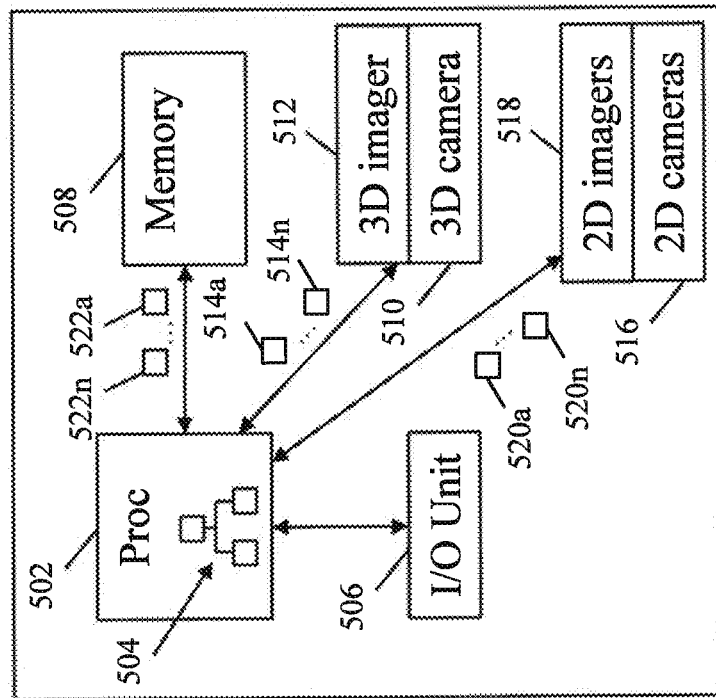 502
508
Proc
Memory
522n
522a
504
514a
514n
512
3D imager
506
510
3D camera
I/O Unit
520a
518
520n
2D imagers
516
2D cameras